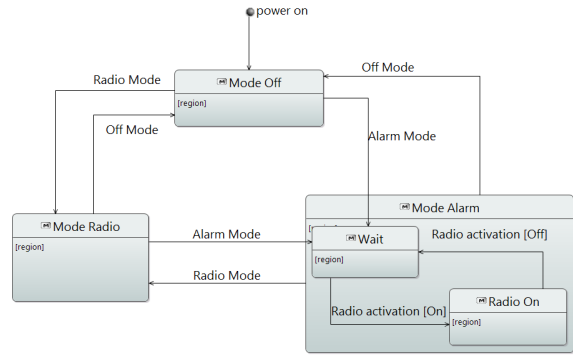 power on
Mode Off
[region]
Radio Mode
Off Mode
Off Mode
Alarm Mode
Mode Alarm
Mode Radio
[region]
Alarm Mode
Wait
[region]
Radio activation [Off]
Radio Mode
Radio On
[region]
Radio activation [On]